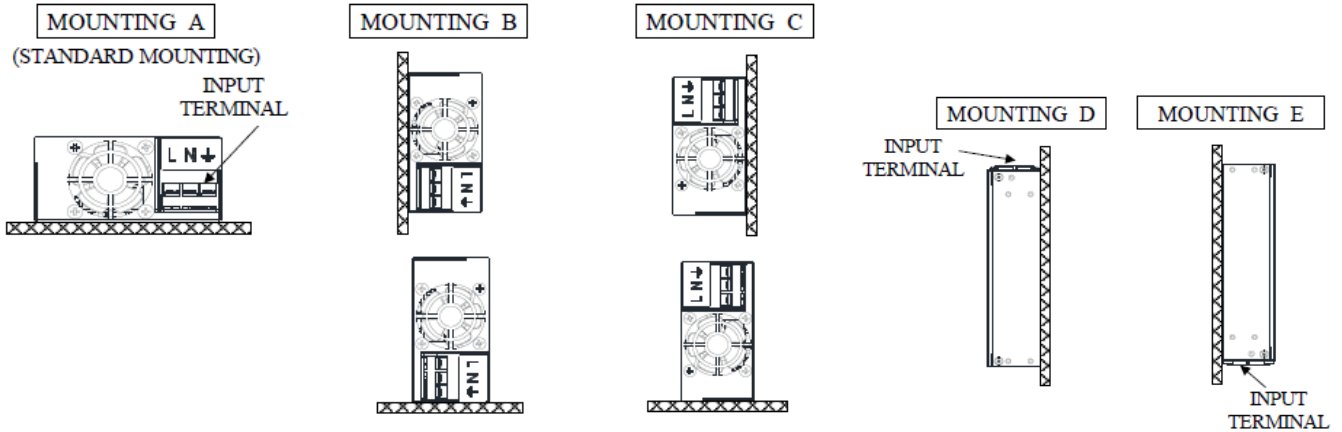 MOUNTING A
(STANDARD MOUNTING)
INPUT
TERMINAL
L N ⏚
MOUNTING B
L N ⏚
L N ⏚
MOUNTING C
L N ⏚
L N ⏚
MOUNTING D
INPUT
TERMINAL
MOUNTING E
INPUT
TERMINAL